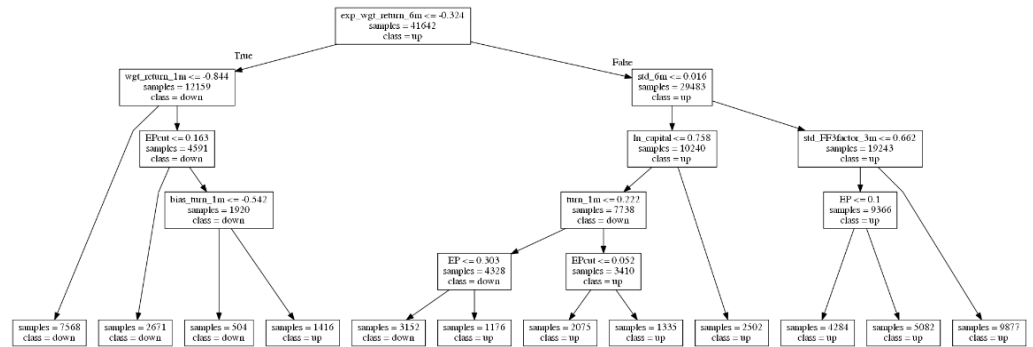 exp_wgt_return_6m <= -0.324
samples = 41642
class = up
True
False
wgt_return_1m <= -0.844
samples = 12159
class = down
std_6m <= 0.016
samples = 29483
class = up
EPcut <= 0.163
samples = 4591
class = down
ln_capital <= 0.758
samples = 10240
class = up
std_FF3factor_3m <= 0.662
samples = 19243
class = up
bias_turn_1m <= -0.542
samples = 1920
class = down
turn_1m <= 0.222
samples = 7738
class = down
EP <= 0.1
samples = 9366
class = up
EP <= 0.303
samples = 4328
class = down
EPcut <= 0.052
samples = 3410
class = up
samples = 7568
class = down
samples = 2671
class = down
samples = 504
class = down
samples = 1416
class = up
samples = 3152
class = down
samples = 1176
class = up
samples = 2075
class = up
samples = 1335
class = up
samples = 2502
class = up
samples = 4284
class = up
samples = 5082
class = up
samples = 9877
class = up